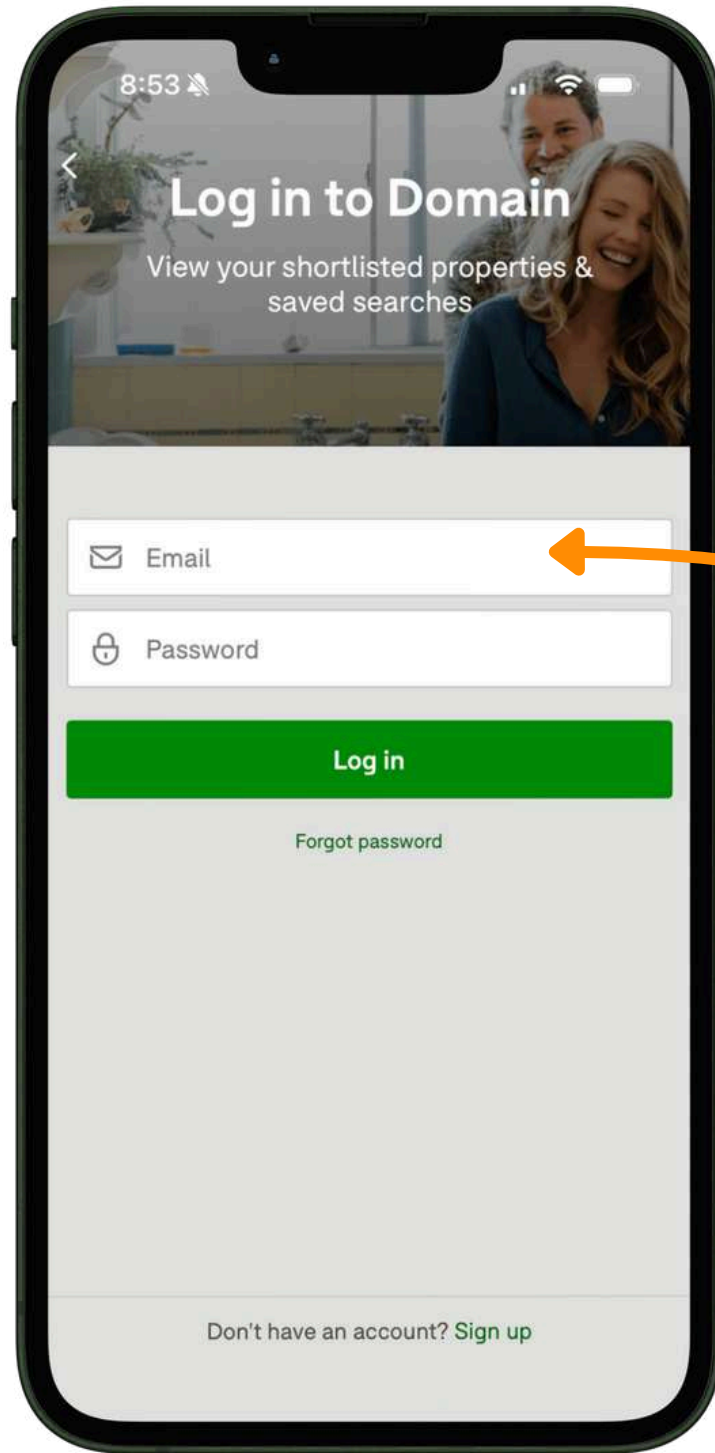 8:53
Log in to Domain
View your shortlisted properties &
saved searches
Email
Password
Log in
Forgot password
Don't have an account? Sign up